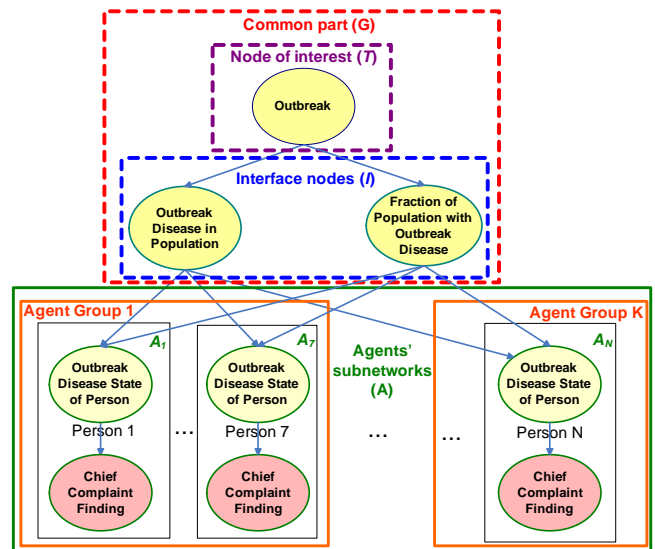 Common part (G)
Node of interest (T)
Outbreak
Interface nodes (I)
Outbreak
Disease in
Population
Fraction of
Population with
Outbreak
Disease
Agent Group 1
Agent Group K
A1
A7
AN
Agents'
subnetworks
(A)
Outbreak
Disease State
of Person
Outbreak
Disease State
of Person
Outbreak
Disease State
of Person
Person 1
...
Person 7
...
...
Person N
Chief
Complaint
Finding
Chief
Complaint
Finding
Chief
Complaint
Finding